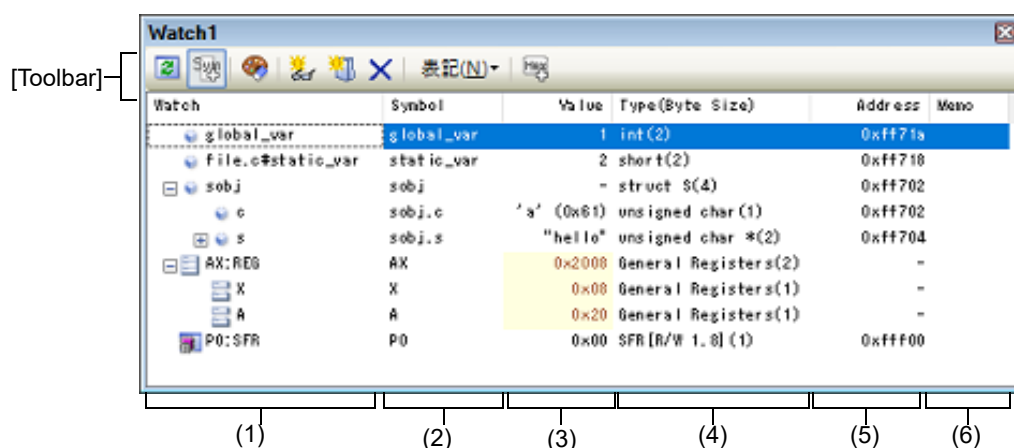 Watch1
[Toolbar]
Sym
表記(N)
Hex
Watch Symbol Value Type(Byte Size) Address Memo
global_var global_var 1 int(2) 0xff71a
file.c#static_var static_var 2 short(2) 0xff718
sobj sobj - struct S(4) 0xff702
c sobj.c 'a' (0x61) unsigned char(1) 0xff702
s sobj.s "hello" unsigned char *(2) 0xff704
AX:REG AX 0x2008 General Registers(2) -
X X 0x08 General Registers(1) -
A A 0x20 General Registers(1) -
P0:SFR P0 0x00 SFR[R/W 1.8](1) 0xfff00
(1) (2) (3) (4) (5) (6)